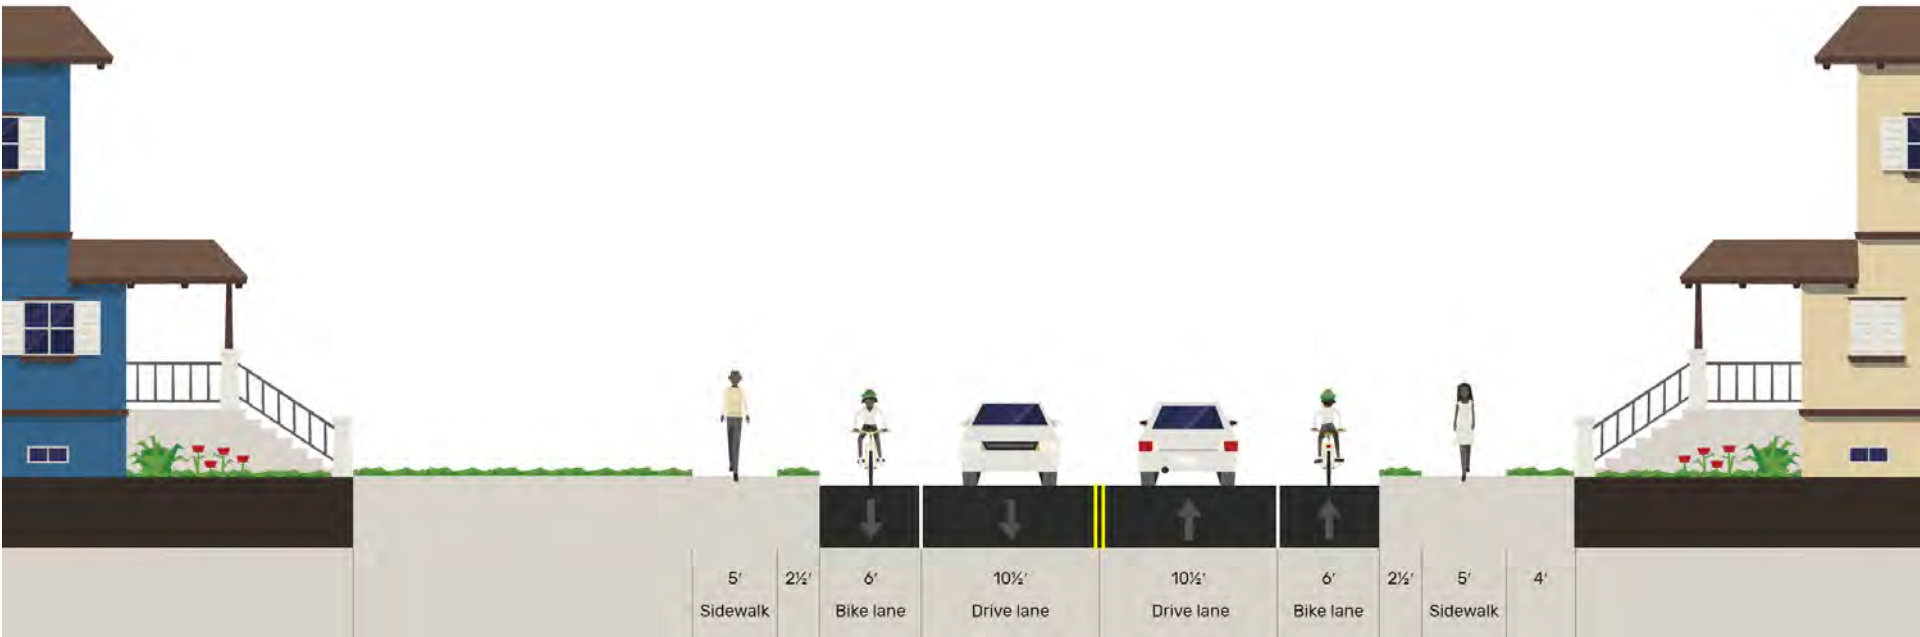 5' 2½' 6' 10½' 10½' 6' 2½' 5' 4'
Sidewalk Bike lane Drive lane Drive lane Bike lane Sidewalk